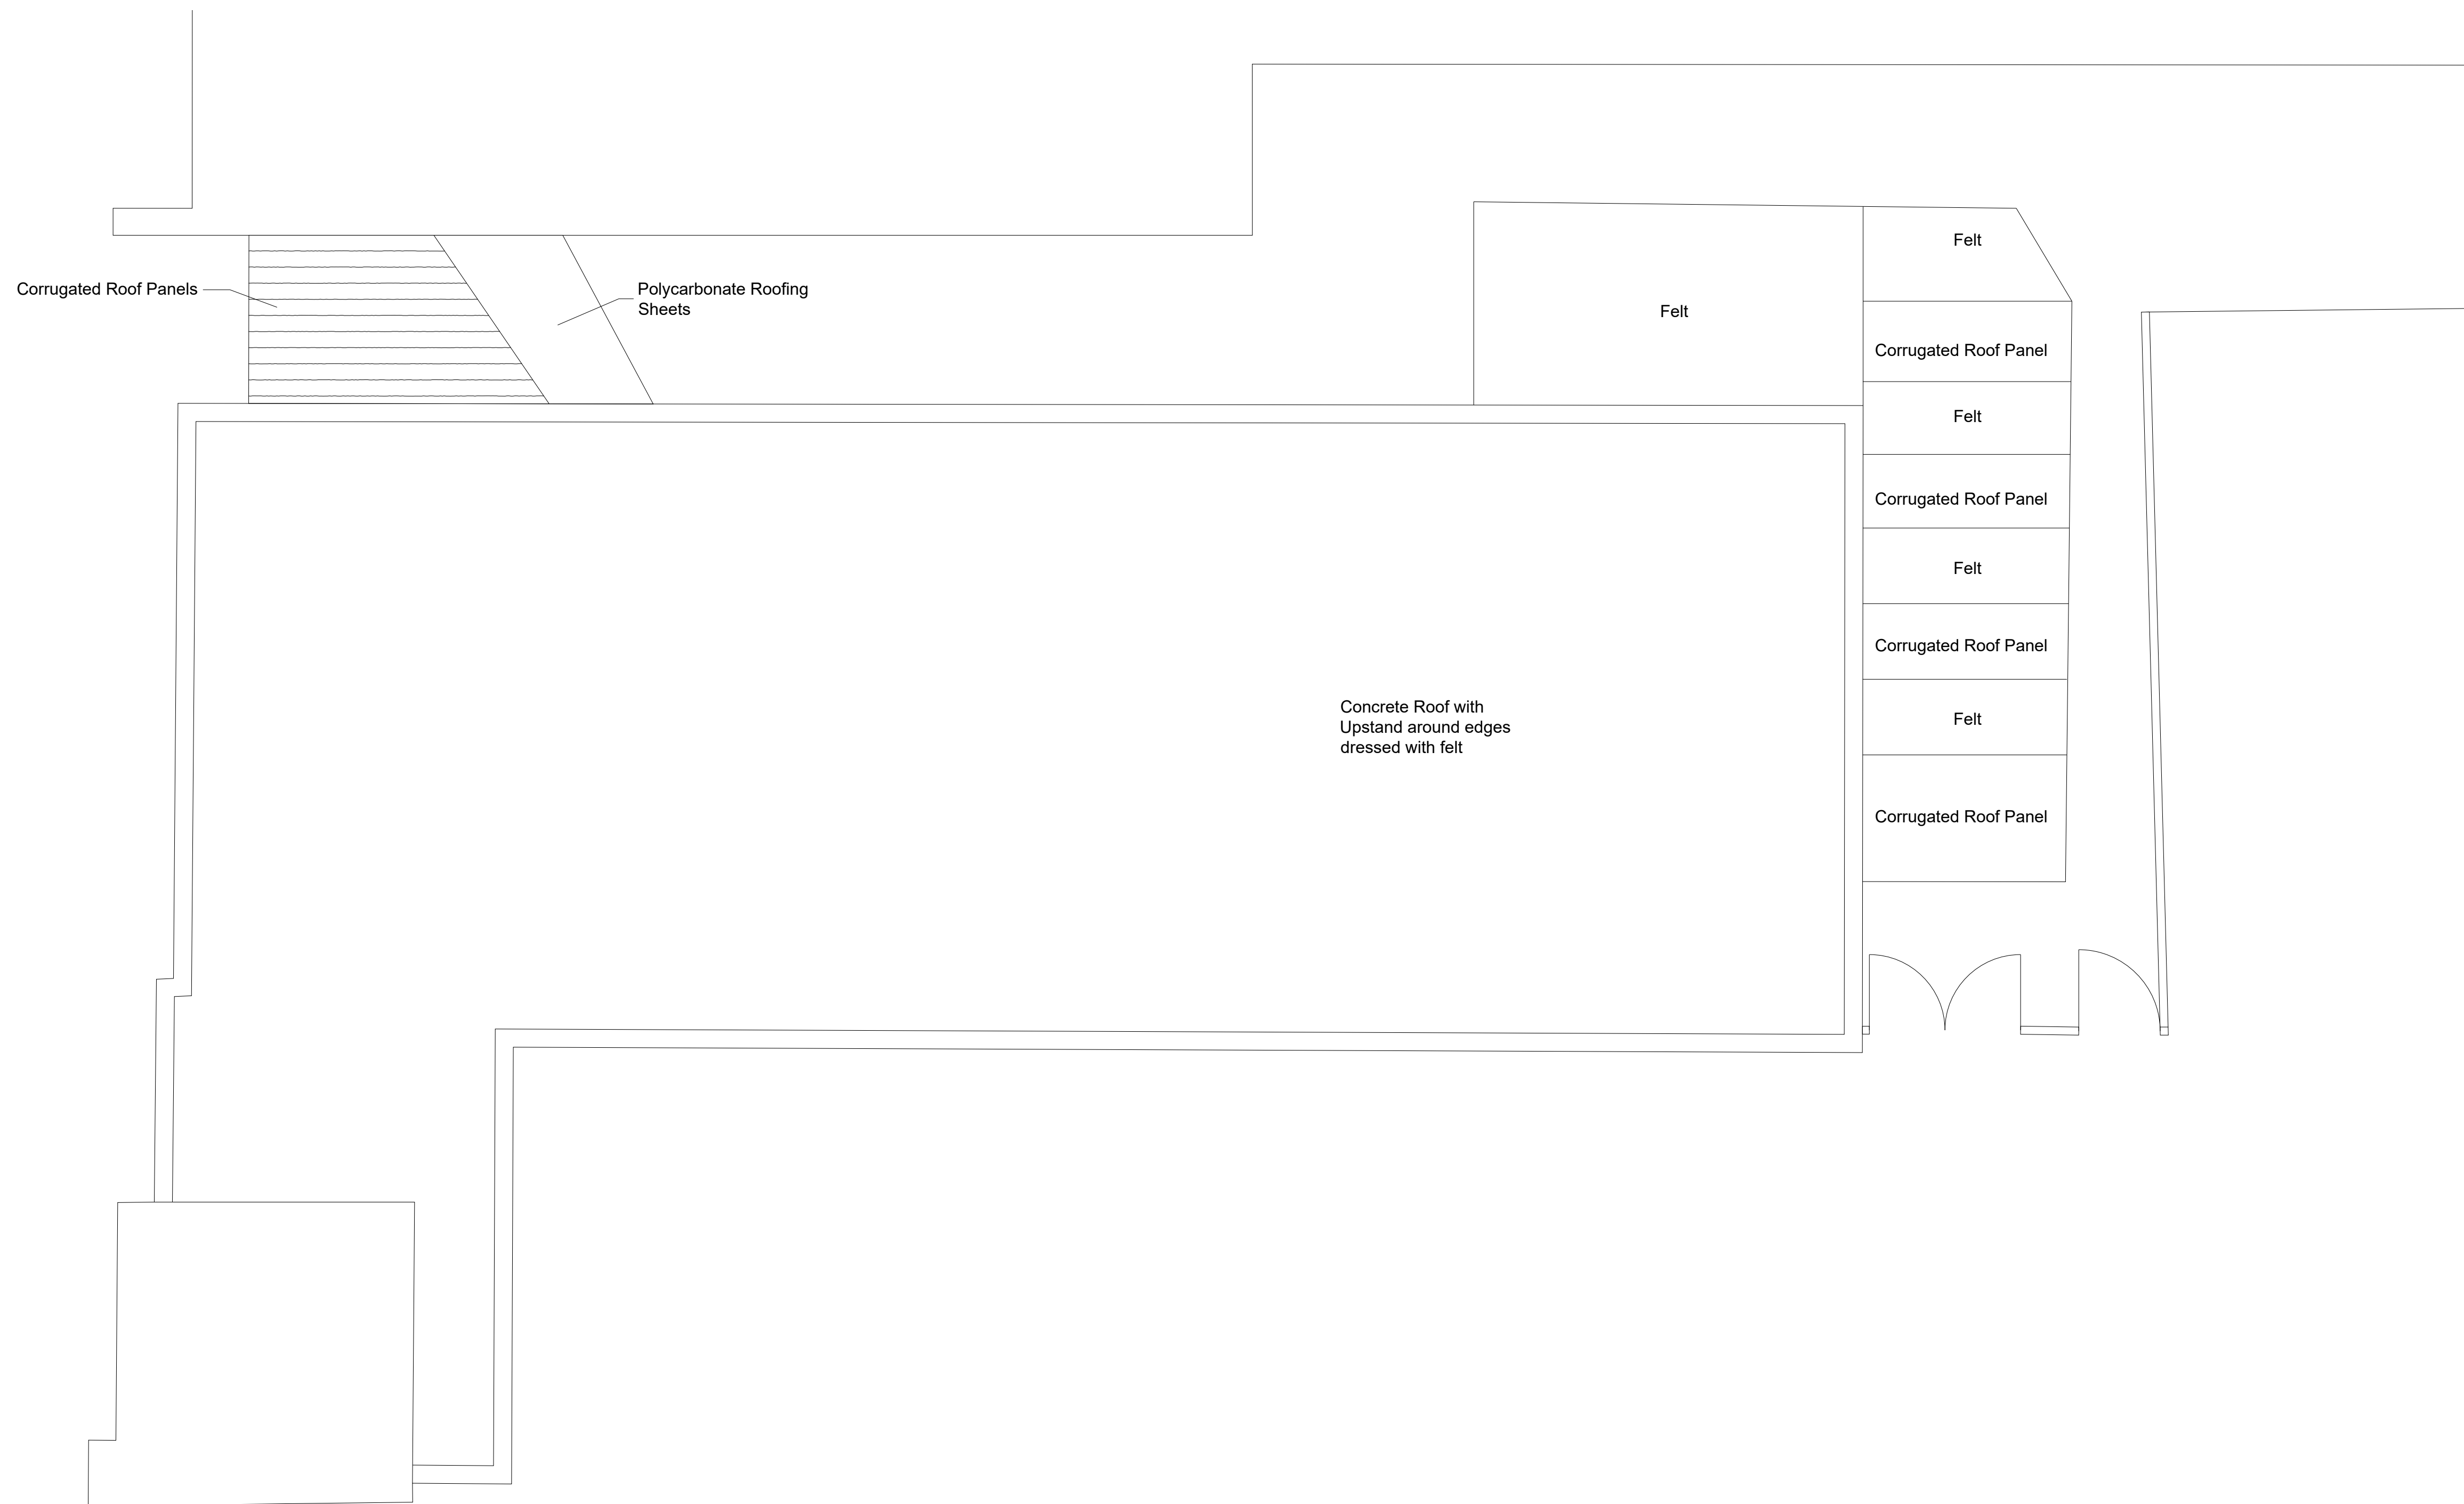 Felt
Corrugated Roof Panels
Polycarbonate Roofing
Sheets
Felt
Corrugated Roof Panel
Felt
Corrugated Roof Panel
Felt
Corrugated Roof Panel
Concrete Roof with
Upstand around edges
dressed with felt
Felt
Corrugated Roof Panel